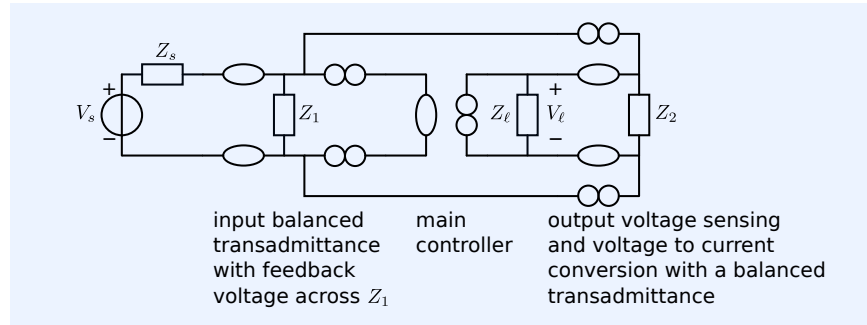 Z_s
V_s
+
−
Z_1
Z_ℓ
+
V_ℓ
−
Z_2
input balanced
transadmittance
with feedback
voltage across Z_1
main
controller
output voltage sensing
and voltage to current
conversion with a balanced
transadmittance